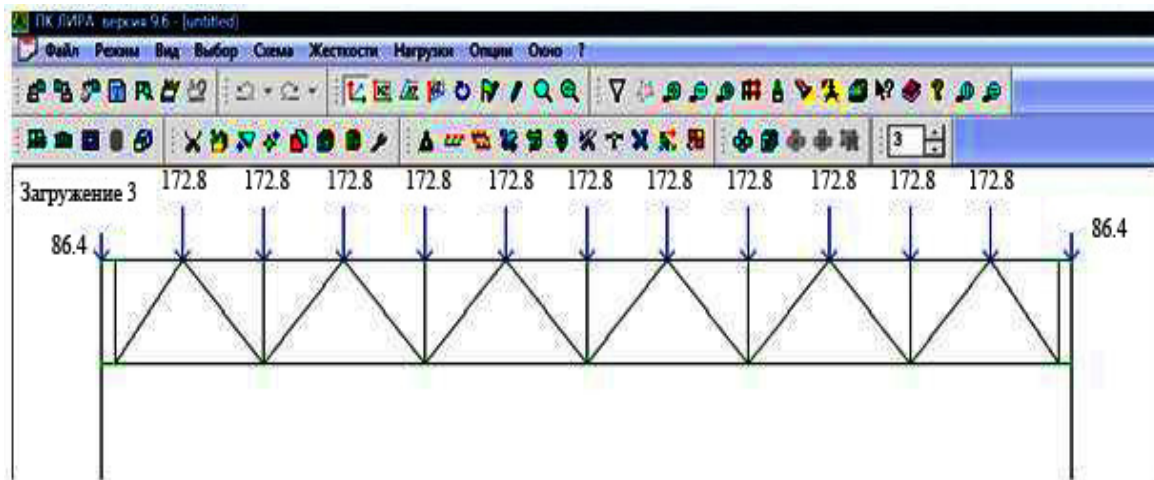 ПК ЛИРА версия 9.6 - [untitled]
Файл Режим Вид Выбор Схема Жесткости Нагрузки Опции Окно ?
3
Загружение 3
172.8 172.8 172.8 172.8 172.8 172.8 172.8 172.8 172.8 172.8 172.8
86.4 86.4